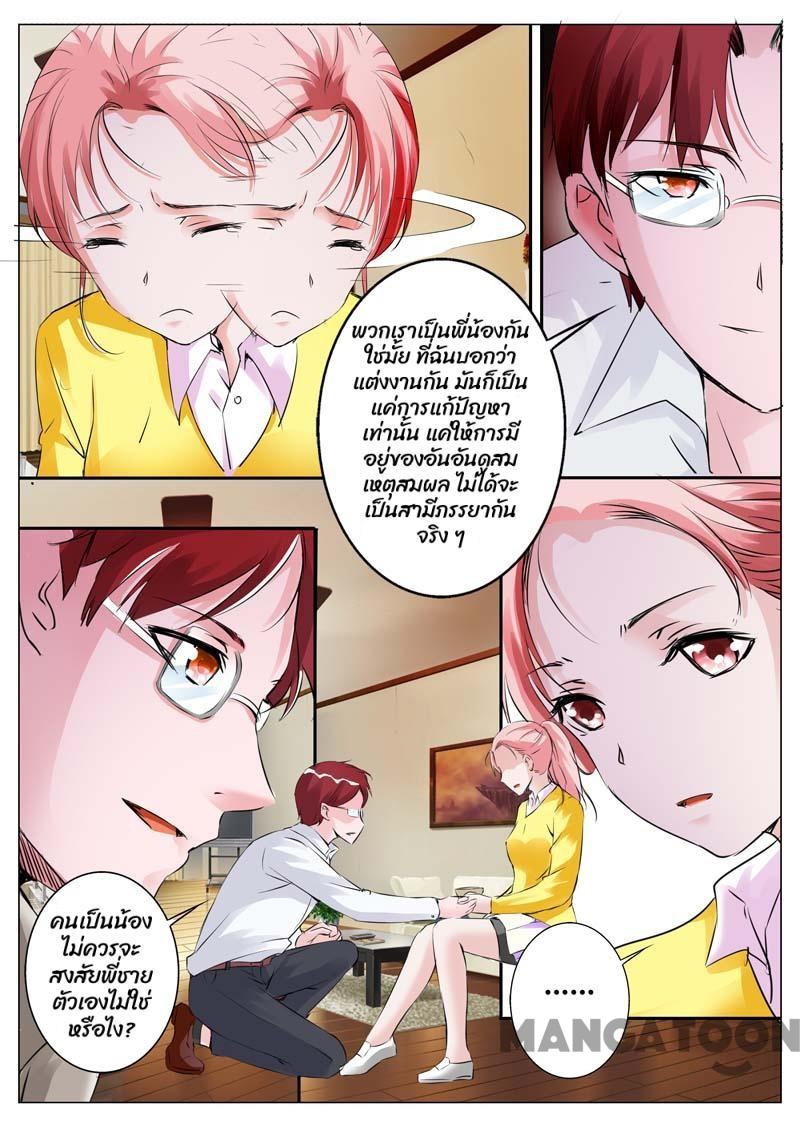 พวกเราเป็นพี่น้องกัน
ใช่มั้ย ที่ฉันบอกว่า
แต่งงานกัน มันก็เป็น
แค่การแก้ปัญหา
เท่านั้น แค่ให้การมี
อยู่ของอันอันดูสม
เหตุสมผล ไม่ได้จะ
เป็นสามีภรรยากัน
จริง ๆ
คนเป็นน้อง
ไม่ควรจะ
สงสัยพี่ชาย
ตัวเองไม่ใช่
หรือไง?
......
MANGATOON